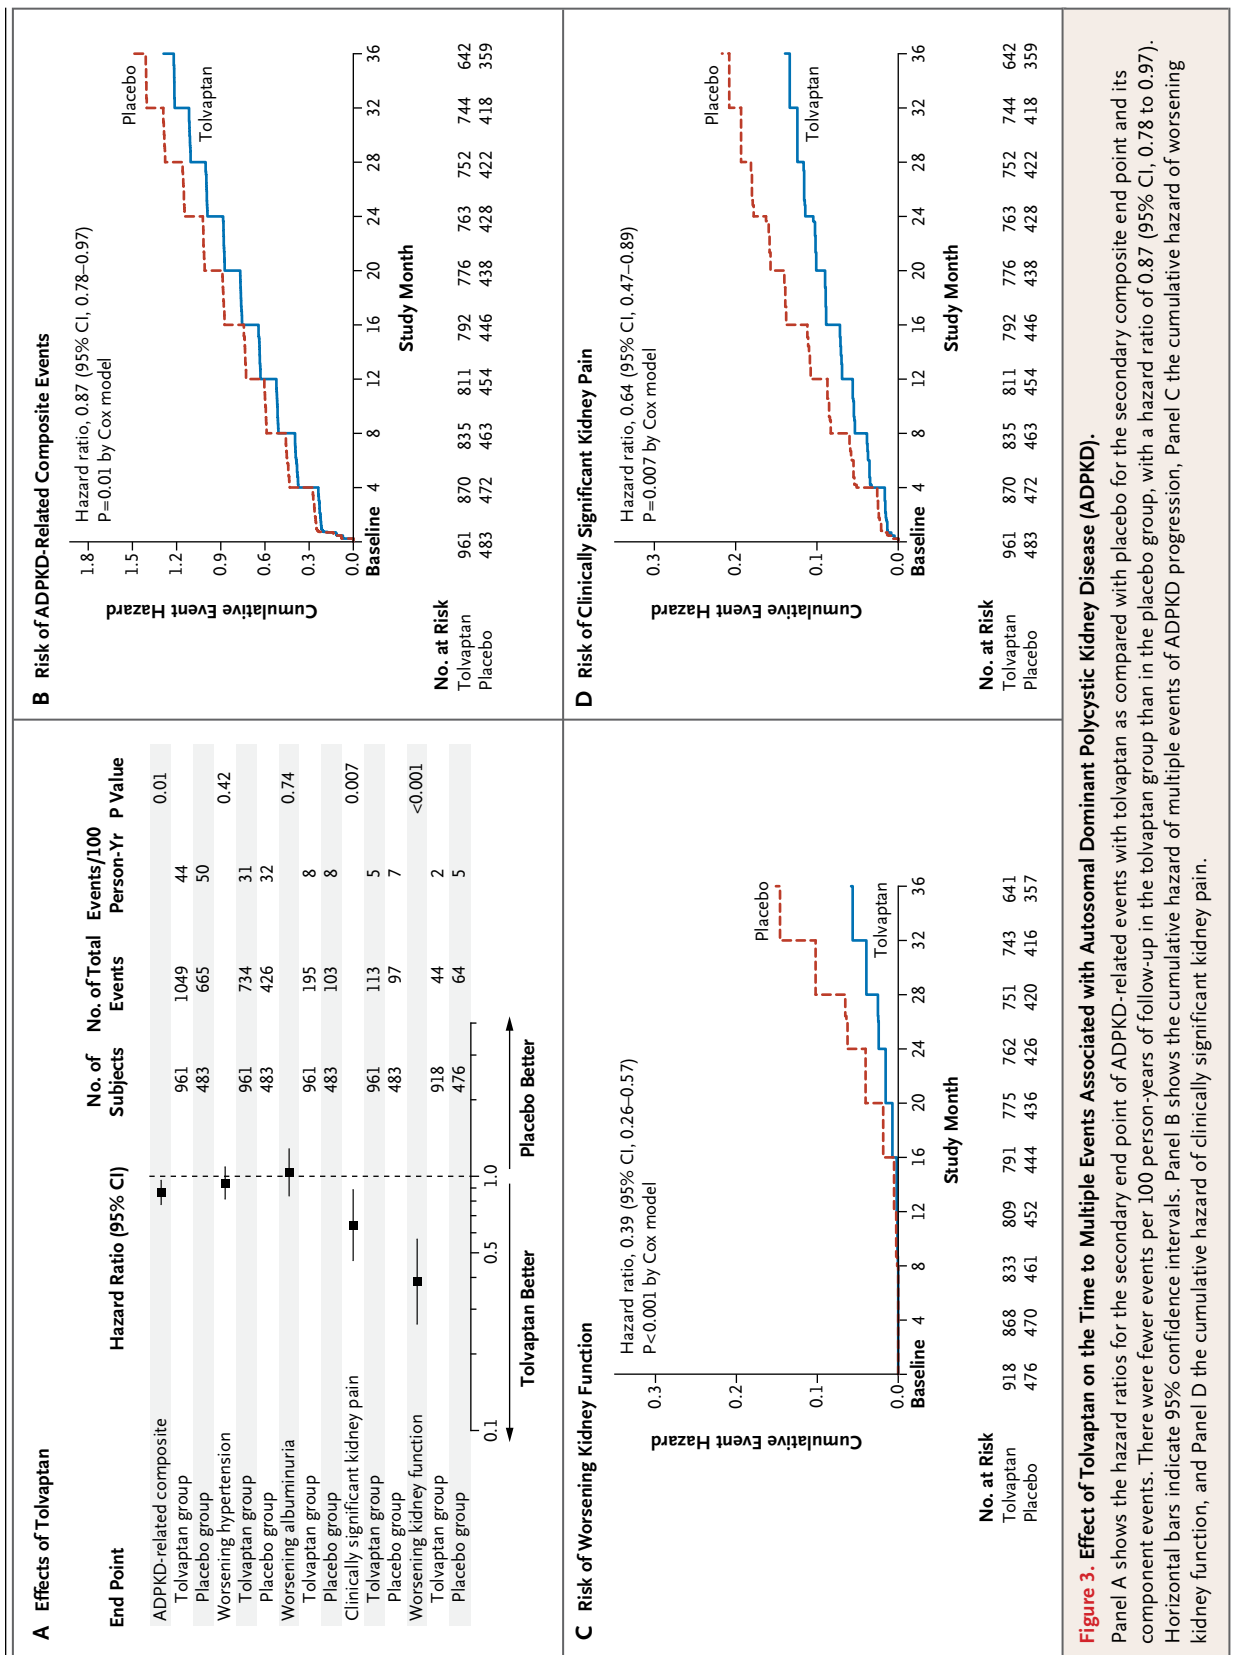 A Effects of Tolvaptan
End Point Hazard Ratio (95% CI) No. of Subjects No. of Total Events Events/100 Person-Yr P Value
ADPKD-related composite 0.01
Tolvaptan group 961 1049 44
Placebo group 483 665 50
Worsening hypertension 0.42
Tolvaptan group 961 734 31
Placebo group 483 426 32
Worsening albuminuria 0.74
Tolvaptan group 961 195 8
Placebo group 483 103 8
Clinically significant kidney pain 0.007
Tolvaptan group 961 113 5
Placebo group 483 97 7
Worsening kidney function <0.001
Tolvaptan group 918 44 2
Placebo group 476 64 5
0.1 0.5 1.0
Tolvaptan Better Placebo Better
B Risk of ADPKD-Related Composite Events
Cumulative Event Hazard
1.8
1.5
1.2
0.9
0.6
0.3
0.0
Hazard ratio, 0.87 (95% CI, 0.78–0.97)
P=0.01 by Cox model
Placebo
Tolvaptan
Baseline 4 8 12 16 20 24 28 32 36
Study Month
No. at Risk
Tolvaptan 961 870 835 811 792 776 763 752 744 642
Placebo 483 472 463 454 446 438 428 422 418 359
C Risk of Worsening Kidney Function
Cumulative Event Hazard
0.3
0.2
0.1
0.0
Hazard ratio, 0.39 (95% CI, 0.26–0.57)
P<0.001 by Cox model
Placebo
Tolvaptan
Baseline 4 8 12 16 20 24 28 32 36
Study Month
No. at Risk
Tolvaptan 918 868 833 809 791 775 762 751 743 641
Placebo 476 470 461 452 444 436 426 420 416 357
D Risk of Clinically Significant Kidney Pain
Cumulative Event Hazard
0.3
0.2
0.1
0.0
Hazard ratio, 0.64 (95% CI, 0.47–0.89)
P=0.007 by Cox model
Placebo
Tolvaptan
Baseline 4 8 12 16 20 24 28 32 36
Study Month
No. at Risk
Tolvaptan 961 870 835 811 792 776 763 752 744 642
Placebo 483 472 463 454 446 438 428 422 418 359
Figure 3. Effect of Tolvaptan on the Time to Multiple Events Associated with Autosomal Dominant Polycystic Kidney Disease (ADPKD).
Panel A shows the hazard ratios for the secondary end point of ADPKD-related events with tolvaptan as compared with placebo for the secondary composite end point and its
component events. There were fewer events per 100 person-years of follow-up in the tolvaptan group than in the placebo group, with a hazard ratio of 0.87 (95% CI, 0.78 to 0.97).
Horizontal bars indicate 95% confidence intervals. Panel B shows the cumulative hazard of multiple events of ADPKD progression, Panel C the cumulative hazard of worsening
kidney function, and Panel D the cumulative hazard of clinically significant kidney pain.